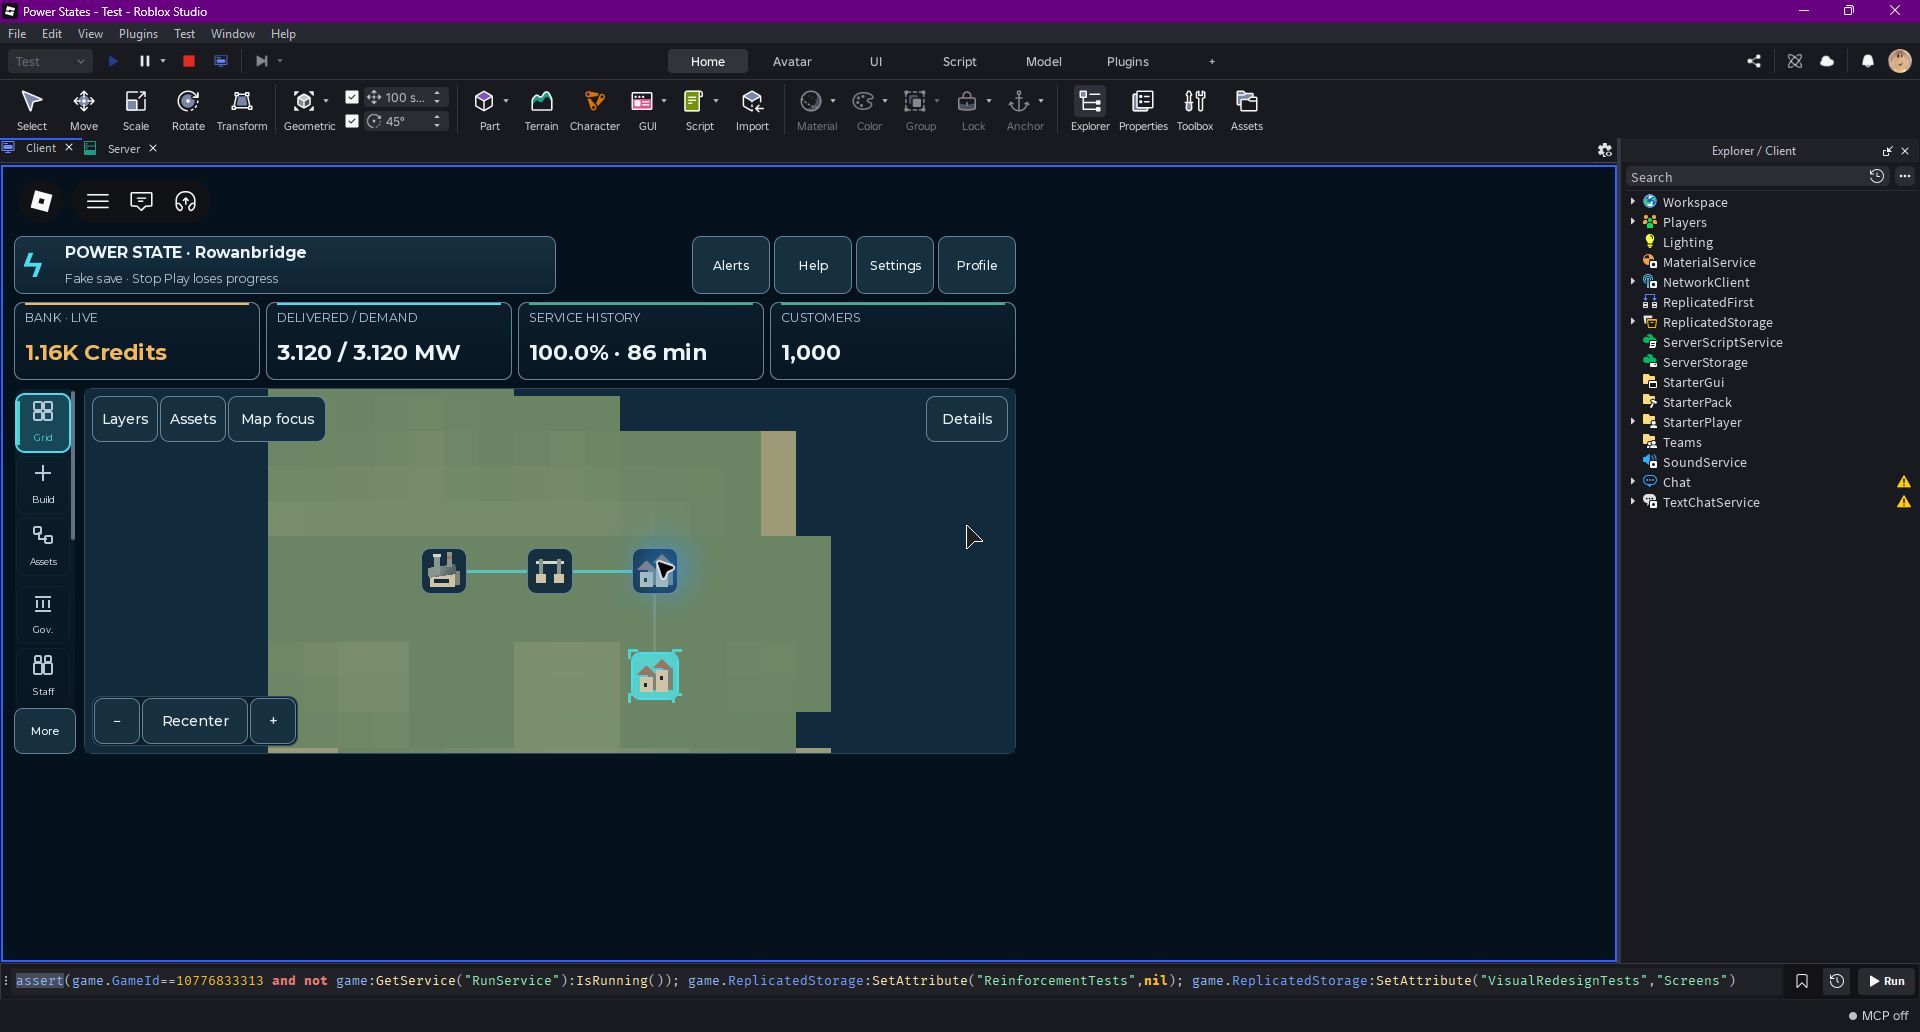 Power States - Test - Roblox Studio
File Edit View Plugins Test Window Help
Test
Home Avatar UI Script Model Plugins +
100 s...
45°
Select Move Scale Rotate Transform Geometric Part Terrain Character GUI Script Import Material Color Group Lock Anchor Explorer Properties Toolbox Assets
Client Server
Explorer / Client
Search
Workspace
Players
Lighting
MaterialService
NetworkClient
ReplicatedFirst
ReplicatedStorage
ServerScriptService
ServerStorage
StarterGui
StarterPack
StarterPlayer
Teams
SoundService
Chat
TextChatService
POWER STATE · Rowanbridge
Fake save · Stop Play loses progress
Alerts Help Settings Profile
BANK · LIVE
1.16K Credits
DELIVERED / DEMAND
3.120 / 3.120 MW
SERVICE HISTORY
100.0% · 86 min
CUSTOMERS
1,000
Grid
Build
Assets
Gov.
Staff
More
Layers Assets Map focus Details
– Recenter +
assert(game.GameId==10776833313 and not game:GetService("RunService"):IsRunning()); game.ReplicatedStorage:SetAttribute("ReinforcementTests",nil); game.ReplicatedStorage:SetAttribute("VisualRedesignTests","Screens")
Run
MCP off